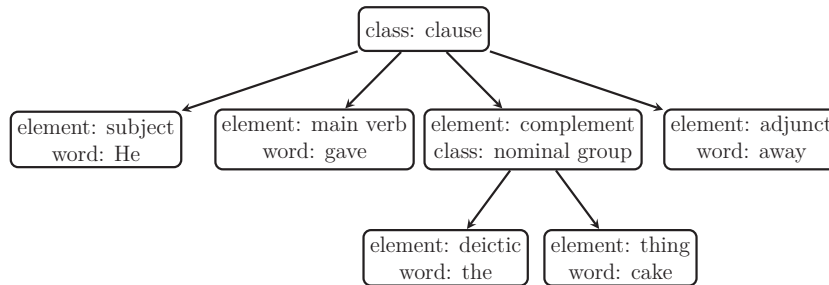 class: clause
element: subject
word: He
element: main verb
word: gave
element: complement
class: nominal group
element: adjunct
word: away
element: deictic
word: the
element: thing
word: cake